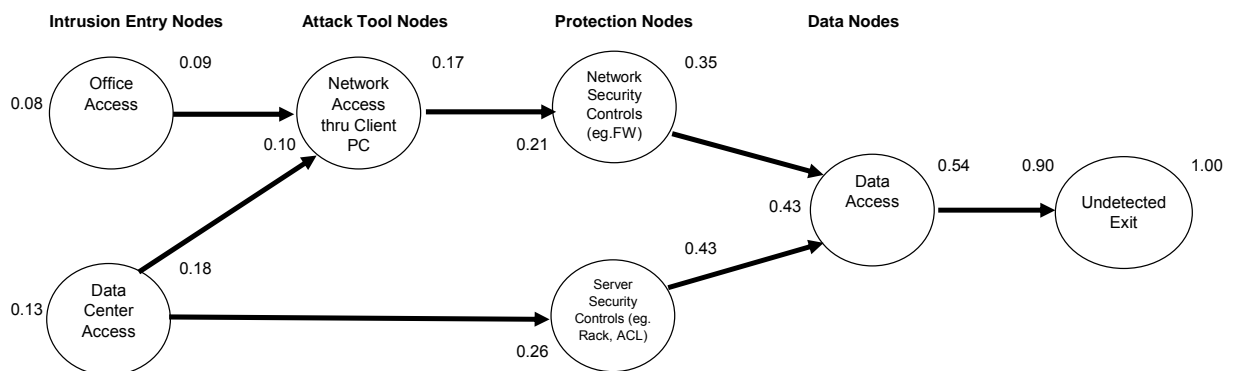 Intrusion Entry Nodes
Attack Tool Nodes
Protection Nodes
Data Nodes
0.08
Office
Access
0.09
0.10
Network
Access
thru Client
PC
0.17
0.21
Network
Security
Controls
(eg.FW)
0.35
0.43
Data
Access
0.54
0.90
Undetected
Exit
1.00
0.13
Data
Center
Access
0.18
0.26
Server
Security
Controls (eg.
Rack, ACL)
0.43